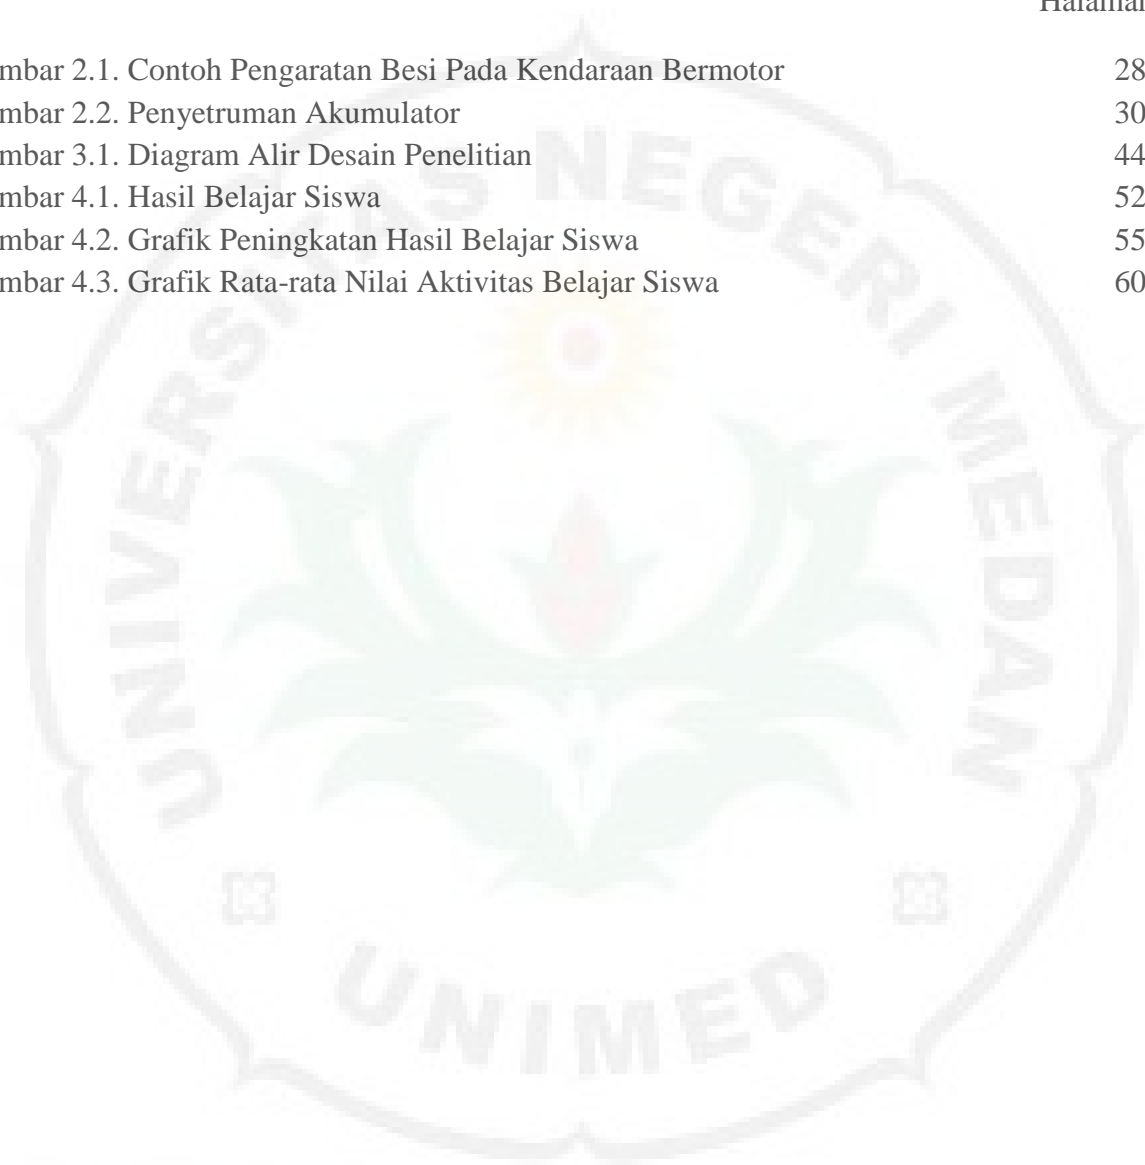 Halaman
mbar 2.1. Contoh Pengaratan Besi Pada Kendaraan Bermotor 28
mbar 2.2. Penyetruman Akumulator 30
mbar 3.1. Diagram Alir Desain Penelitian 44
mbar 4.1. Hasil Belajar Siswa 52
mbar 4.2. Grafik Peningkatan Hasil Belajar Siswa 55
mbar 4.3. Grafik Rata-rata Nilai Aktivitas Belajar Siswa 60
UNIVERSITAS NEGERI MEDAN
UNIMED